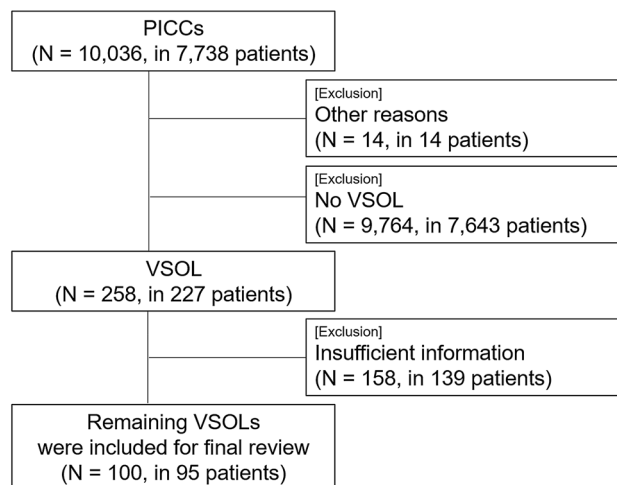 PICCs
(N = 10,036, in 7,738 patients)
[Exclusion]
Other reasons
(N = 14, in 14 patients)
[Exclusion]
No VSOL
(N = 9,764, in 7,643 patients)
VSOL
(N = 258, in 227 patients)
[Exclusion]
Insufficient information
(N = 158, in 139 patients)
Remaining VSOLs
were included for final review
(N = 100, in 95 patients)